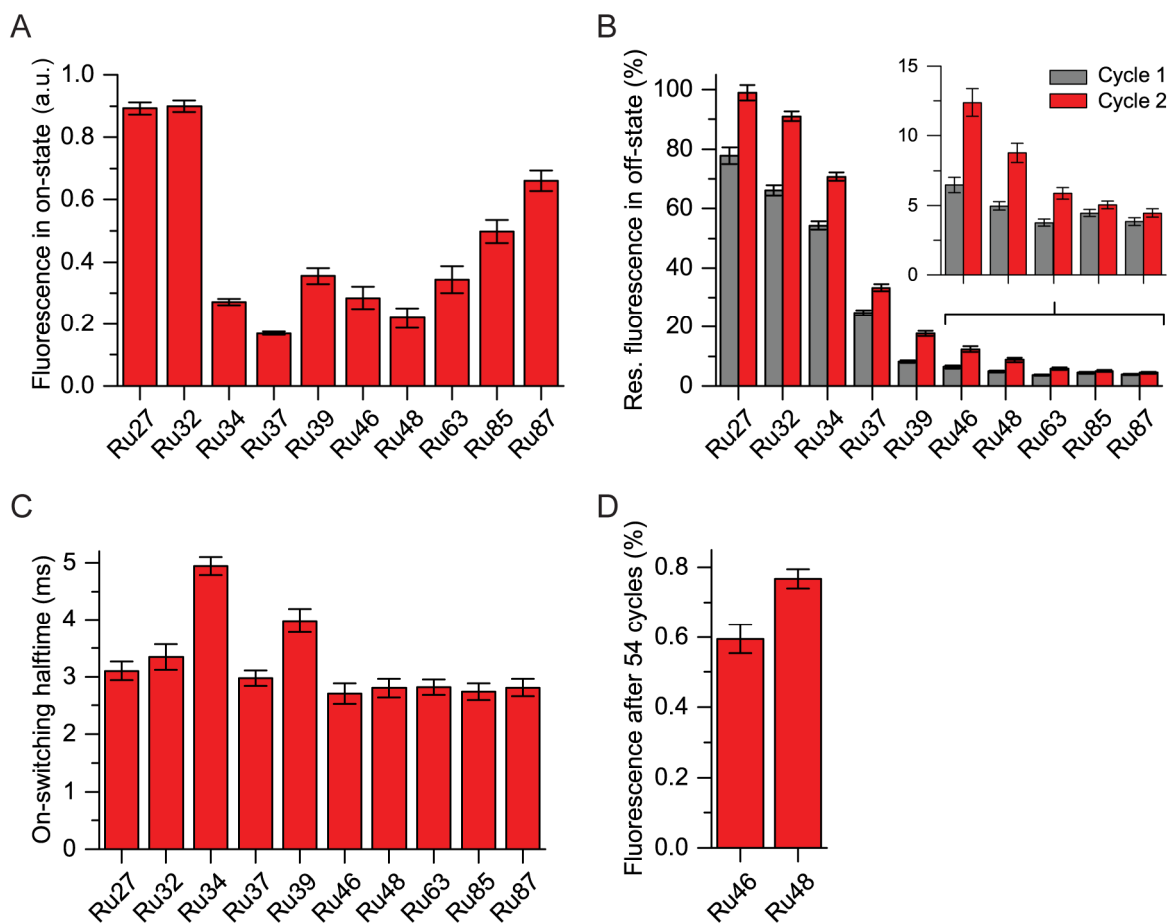 A
Fluorescence in on-state (a.u.)
1.0
0.8
0.6
0.4
0.2
0.0
Ru27
Ru32
Ru34
Ru37
Ru39
Ru46
Ru48
Ru63
Ru85
Ru87
B
Res. fluorescence in off-state (%)
100
80
60
40
20
0
Ru27
Ru32
Ru34
Ru37
Ru39
Ru46
Ru48
Ru63
Ru85
Ru87
15
10
5
0
Cycle 1
Cycle 2
C
On-switching halftime (ms)
5
4
3
2
1
0
Ru27
Ru32
Ru34
Ru37
Ru39
Ru46
Ru48
Ru63
Ru85
Ru87
D
Fluorescence after 54 cycles (%)
0.8
0.6
0.4
0.2
0.0
Ru46
Ru48